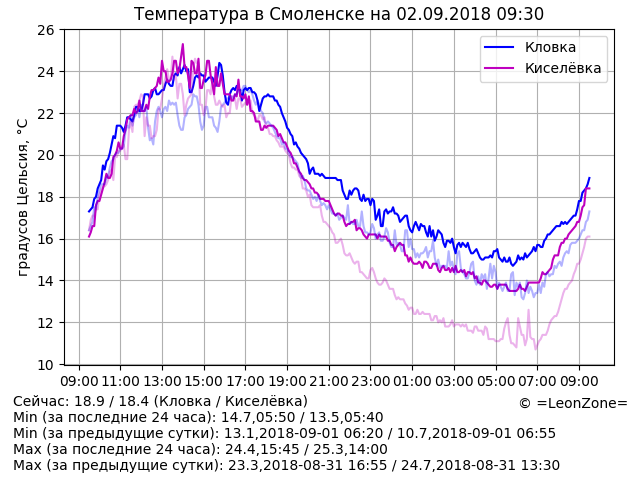 Температура в Смоленске на 02.09.2018 09:30
градусов Цельсия, °C
26
24
22
20
18
16
14
12
10
Кловка
Киселёвка
09:00 11:00 13:00 15:00 17:00 19:00 21:00 23:00 01:00 03:00 05:00 07:00 09:00
Сейчас: 18.9 / 18.4 (Кловка / Киселёвка)
© =LeonZone=
Min (за последние 24 часа): 14.7,05:50 / 13.5,05:40
Min (за предыдущие сутки): 13.1,2018-09-01 06:20 / 10.7,2018-09-01 06:55
Max (за последние 24 часа): 24.4,15:45 / 25.3,14:00
Max (за предыдущие сутки): 23.3,2018-08-31 16:55 / 24.7,2018-08-31 13:30